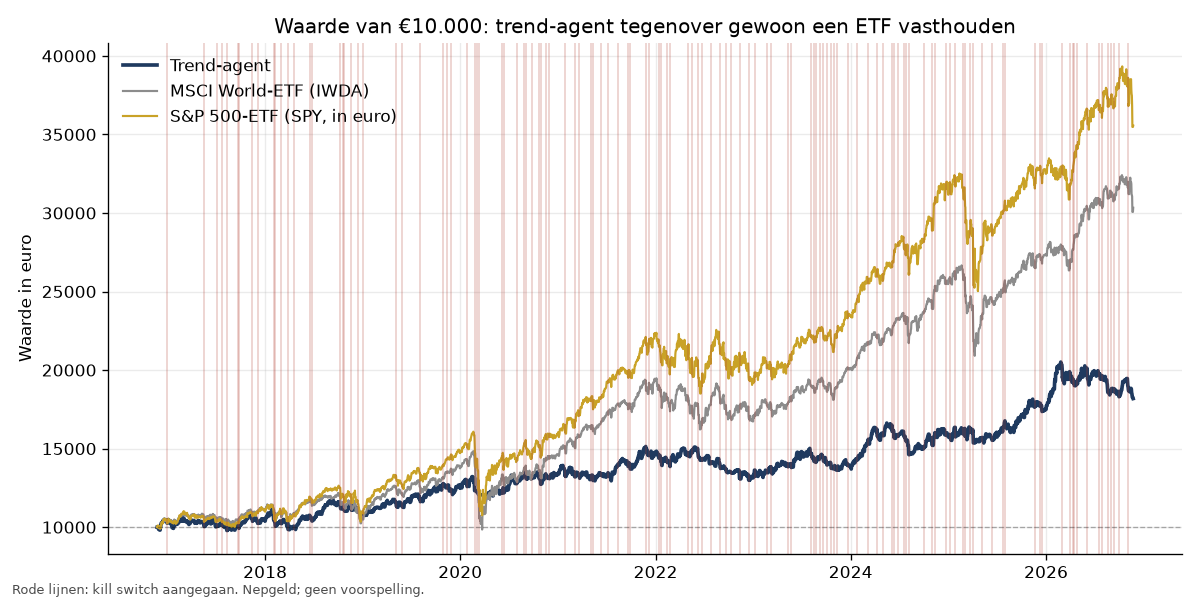 Waarde van €10.000: trend-agent tegenover gewoon een ETF vasthouden
40000
35000
30000
25000
20000
15000
10000
Waarde in euro
Trend-agent
MSCI World-ETF (IWDA)
S&P 500-ETF (SPY, in euro)
2018
2020
2022
2024
2026
Rode lijnen: kill switch aangegaan. Nepgeld; geen voorspelling.